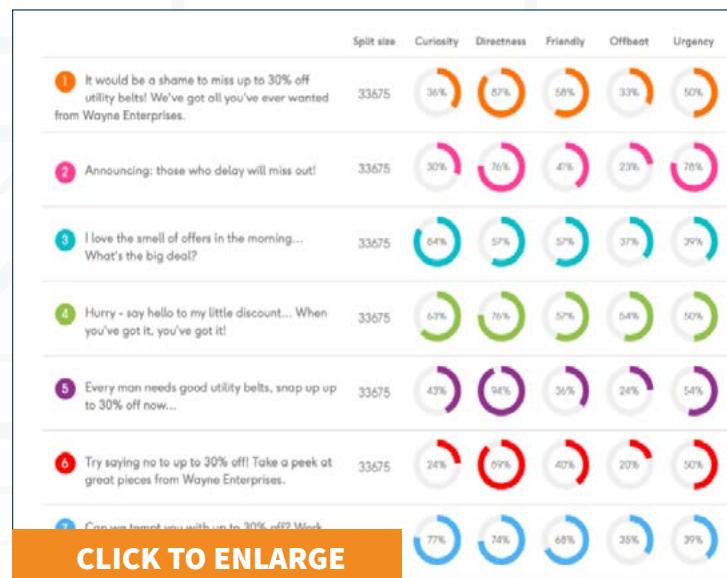 Split size Curiosity Directness Friendly Offbeat Urgency
1 It would be a shame to miss up to 30% off
utility belts! We've got all you've ever wanted
from Wayne Enterprises.
33675 36% 87% 58% 33% 50%
2 Announcing: those who delay will miss out!
33675 30% 76% 41% 23% 78%
3 I love the smell of offers in the morning...
What's the big deal?
33675 84% 57% 57% 37% 39%
4 Hurry - say hello to my little discount... When
you've got it, you've got it!
33675 63% 76% 57% 54% 50%
5 Every man needs good utility belts, snap up up
to 30% off now...
33675 43% 94% 36% 24% 54%
6 Try saying no to up to 30% off! Take a peek at
great pieces from Wayne Enterprises.
33675 24% 89% 40% 20% 50%
7 Can we tempt you with up to 30% off? Work
77% 74% 68% 35% 39%
CLICK TO ENLARGE